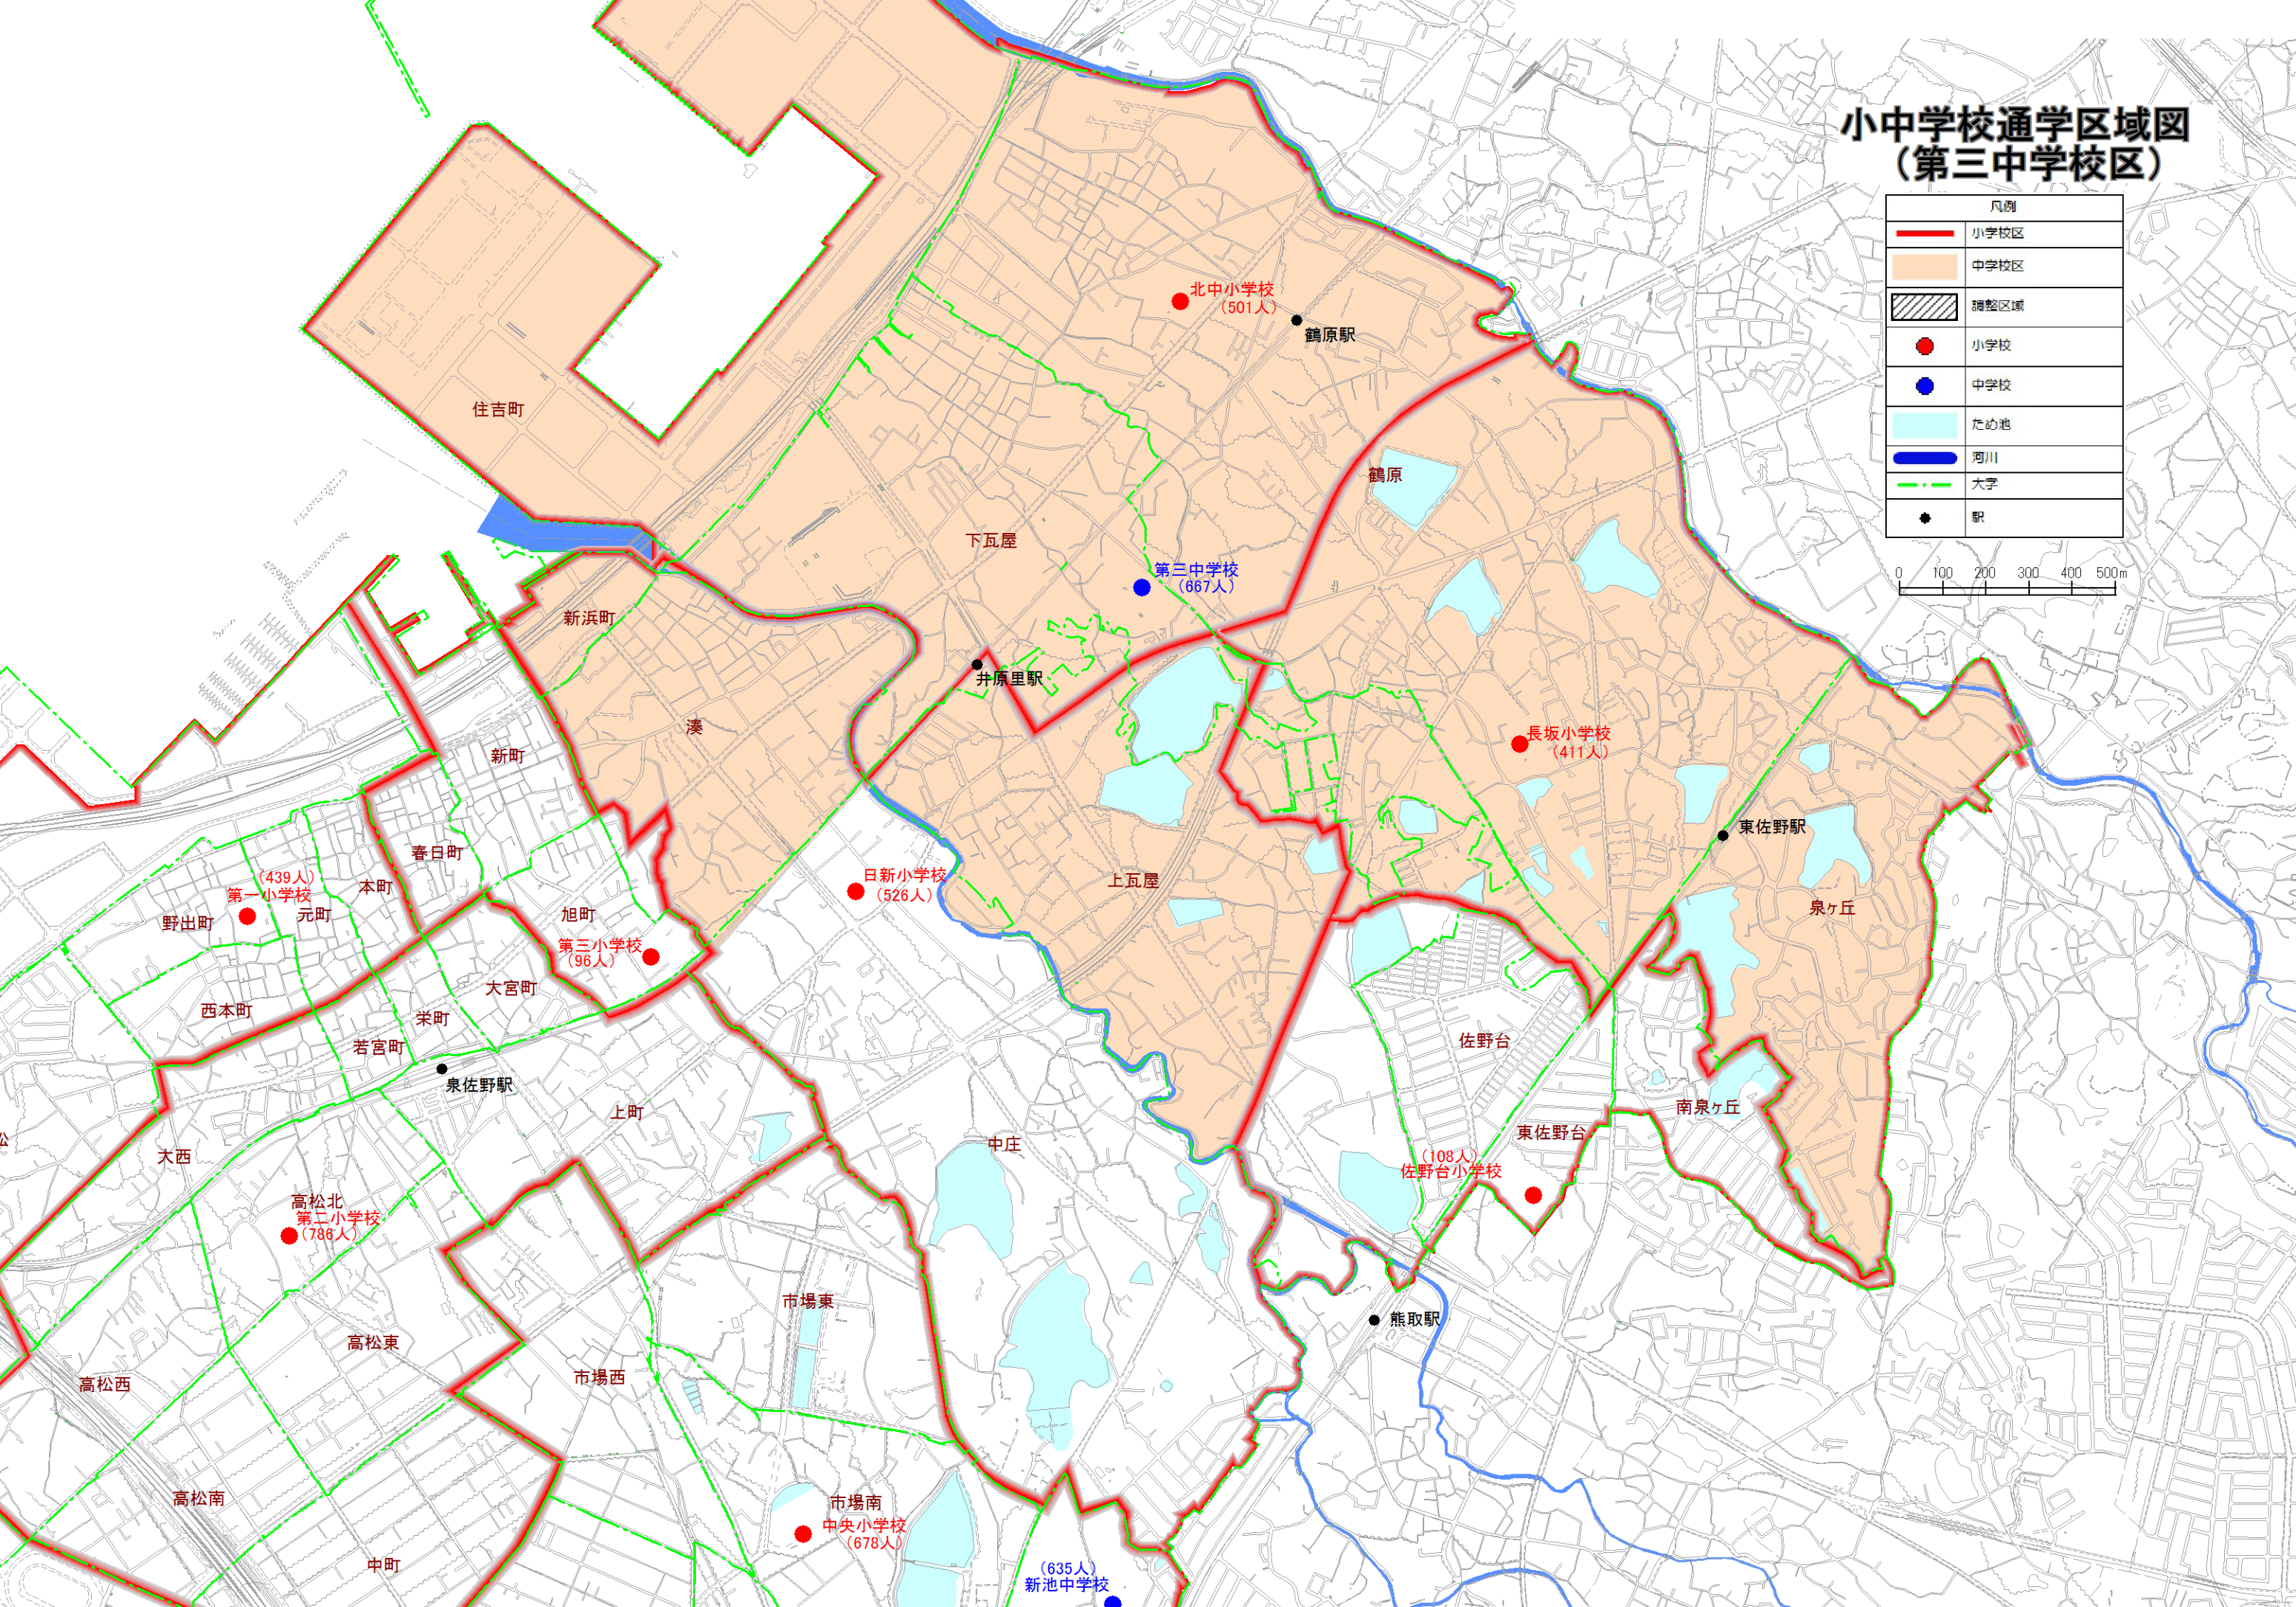 小中学校通学区域図
（第三中学校区）
凡例
小学校区
中学校区
調整区域
小学校
中学校
ため池
河川
大字
駅
0 100 200 300 400 500m
北中小学校
（501人）
鶴原駅
住吉町
鶴原
下瓦屋
第三中学校
（667人）
新浜町
井原里駅
湊
長坂小学校
（411人）
新町
東佐野駅
春日町
本町
（439人）
第一小学校
野出町
元町
日新小学校
（526人）
上瓦屋
泉ヶ丘
旭町
第三小学校
（96人）
大宮町
西本町
栄町
若宮町
佐野台
泉佐野駅
上町
南泉ヶ丘
東佐野台
中庄
大西
（108人）
佐野台小学校
高松北
第二小学校
（786人）
市場東
熊取駅
高松東
市場西
高松西
高松南
市場南
中央小学校
（678人）
中町
（635人）
新池中学校